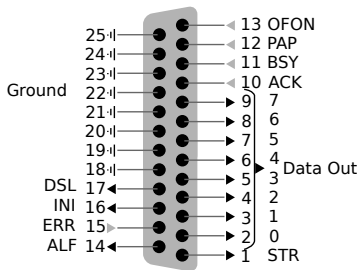 13 OFON
25
12 PAP
24
11 BSY
23
10 ACK
Ground
22
9 7
21
8 6
20
7 5
19
6 4
Data Out
18
5 3
DSL 17
4 2
INI 16
3 1
ERR 15
2 0
ALF 14
1 STR